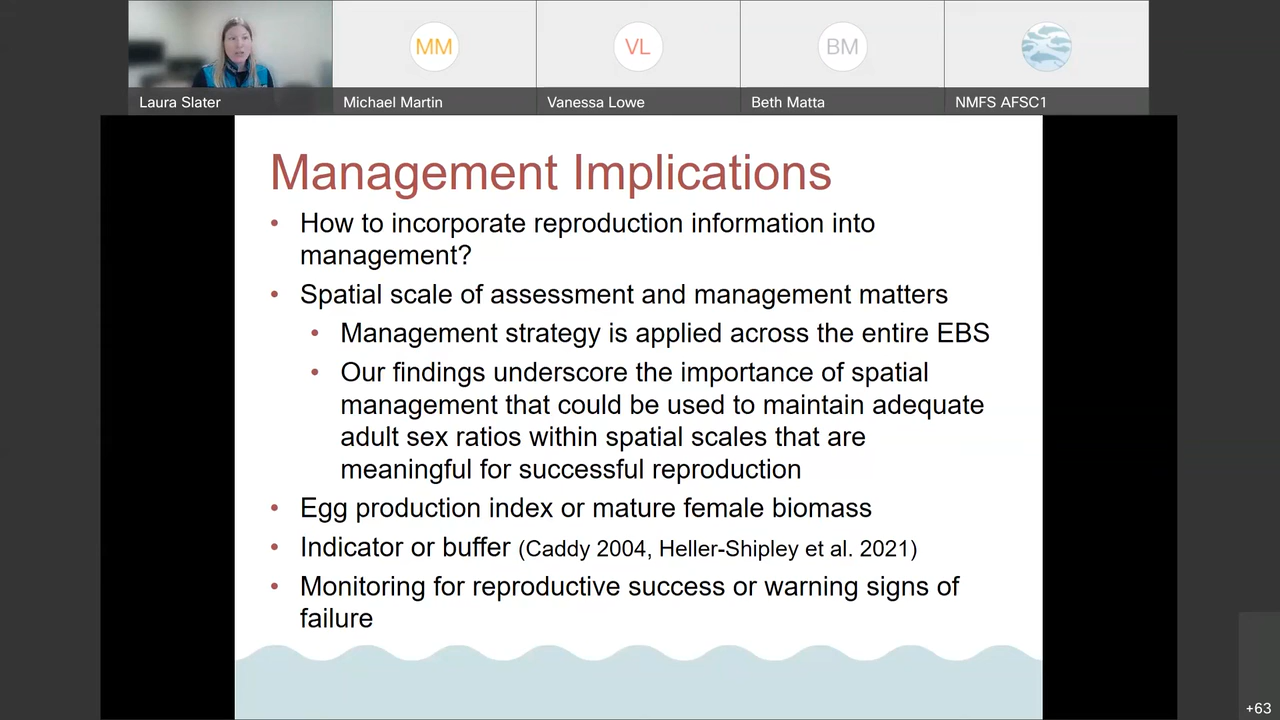 MM
VL
BM
Laura Slater
Michael Martin
Vanessa Lowe
Beth Matta
NMFS AFSC1
Management Implications
• How to incorporate reproduction information into
management?
• Spatial scale of assessment and management matters
• Management strategy is applied across the entire EBS
• Our findings underscore the importance of spatial
management that could be used to maintain adequate
adult sex ratios within spatial scales that are
meaningful for successful reproduction
• Egg production index or mature female biomass
• Indicator or buffer (Caddy 2004, Heller-Shipley et al. 2021)
• Monitoring for reproductive success or warning signs of
failure
+63